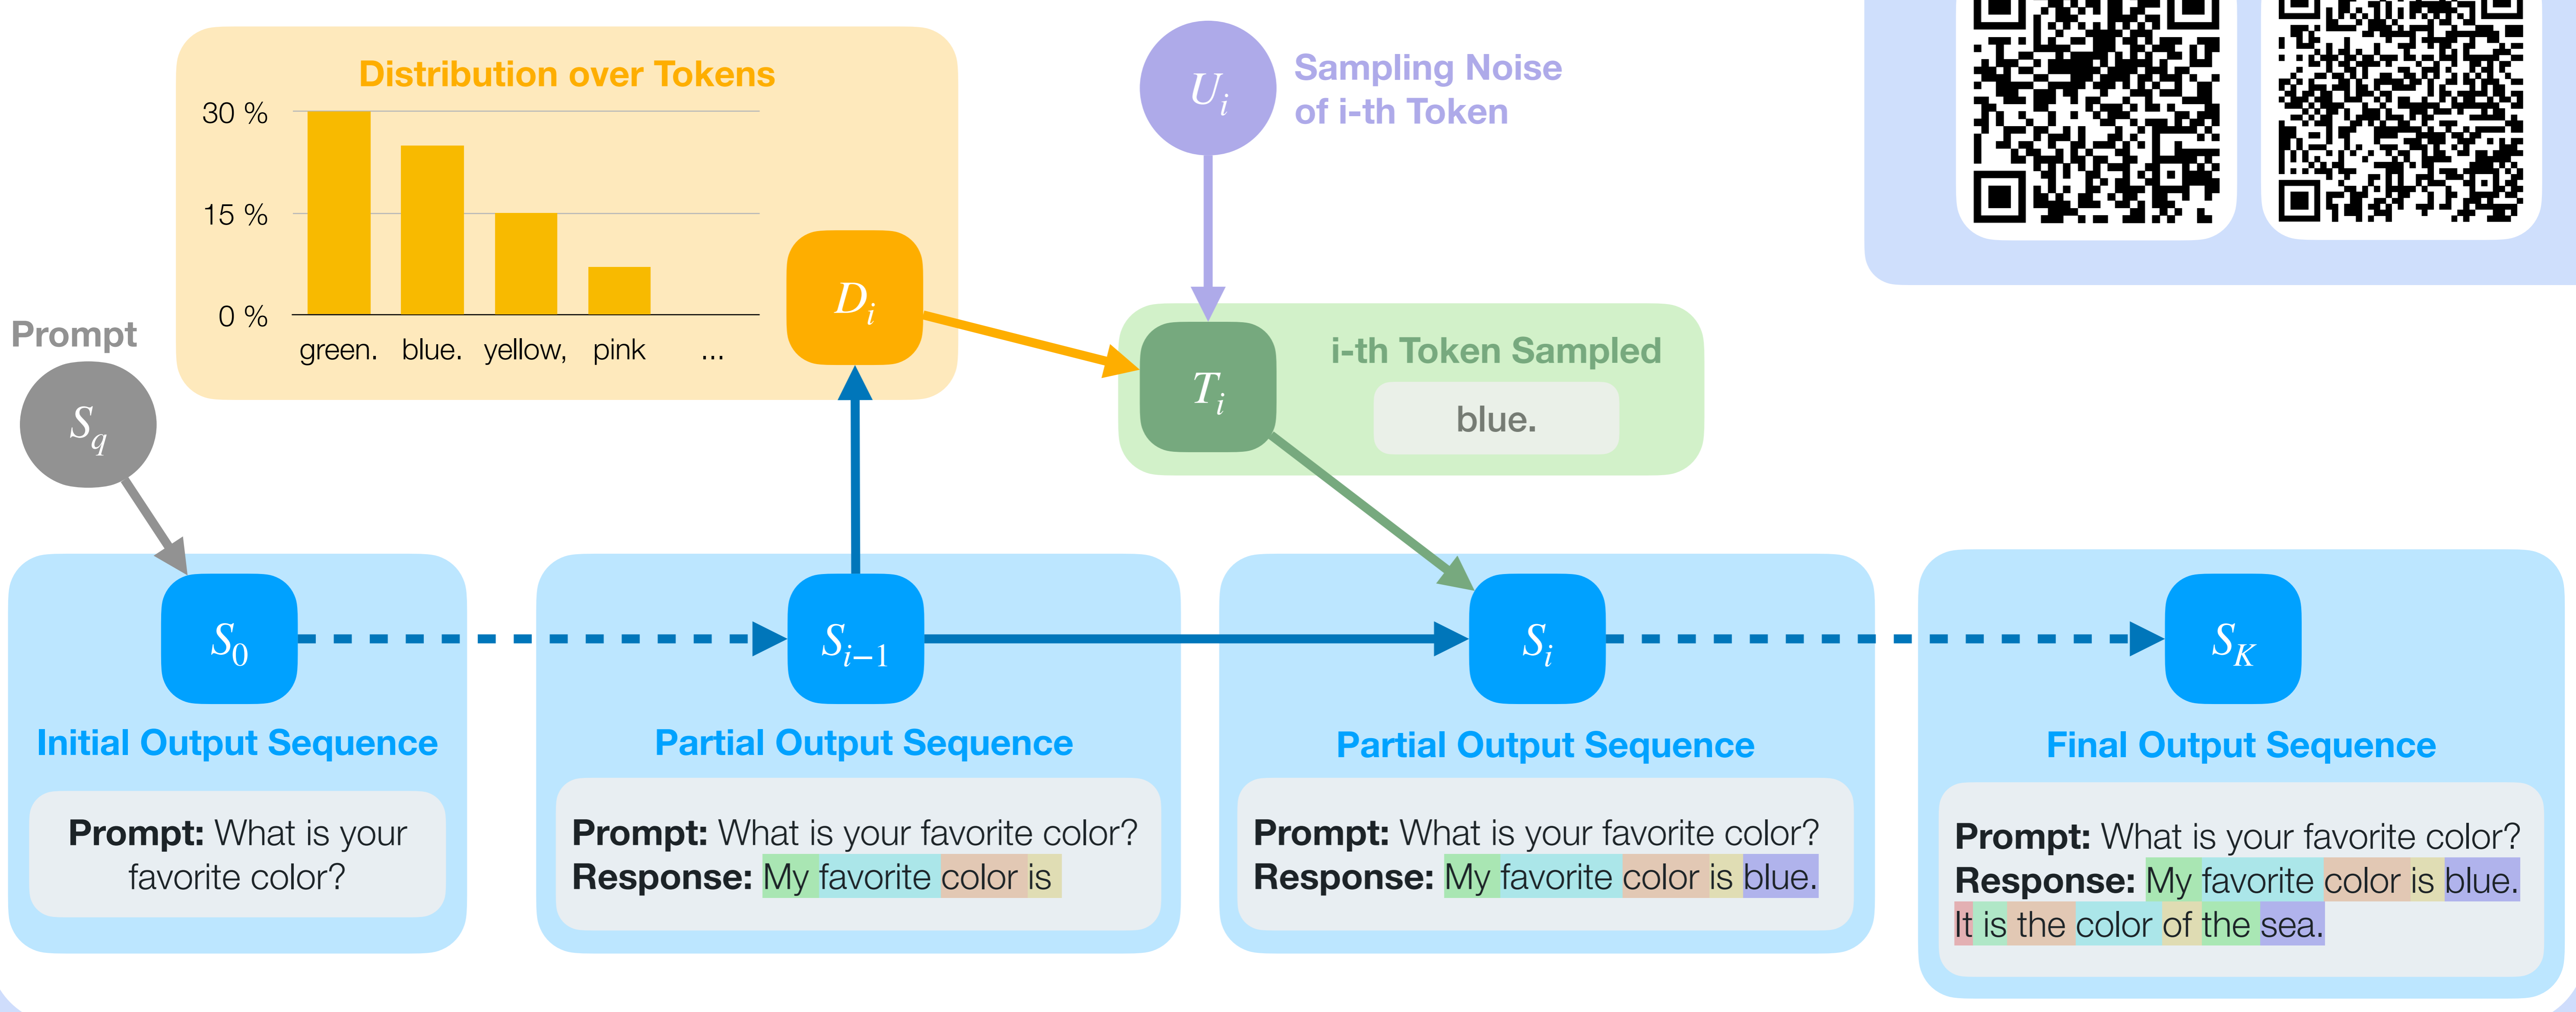 Distribution over Tokens
30 %
15 %
0 %
green. blue. yellow, pink ...
D_i
U_i
Sampling Noise
of i-th Token
Prompt
S_q
T_i
i-th Token Sampled
blue.
S_0
Initial Output Sequence
Prompt: What is your
favorite color?
S_{i−1}
Partial Output Sequence
Prompt: What is your favorite color?
Response: My favorite color is
S_i
Partial Output Sequence
Prompt: What is your favorite color?
Response: My favorite color is blue.
S_K
Final Output Sequence
Prompt: What is your favorite color?
Response: My favorite color is blue.
It is the color of the sea.